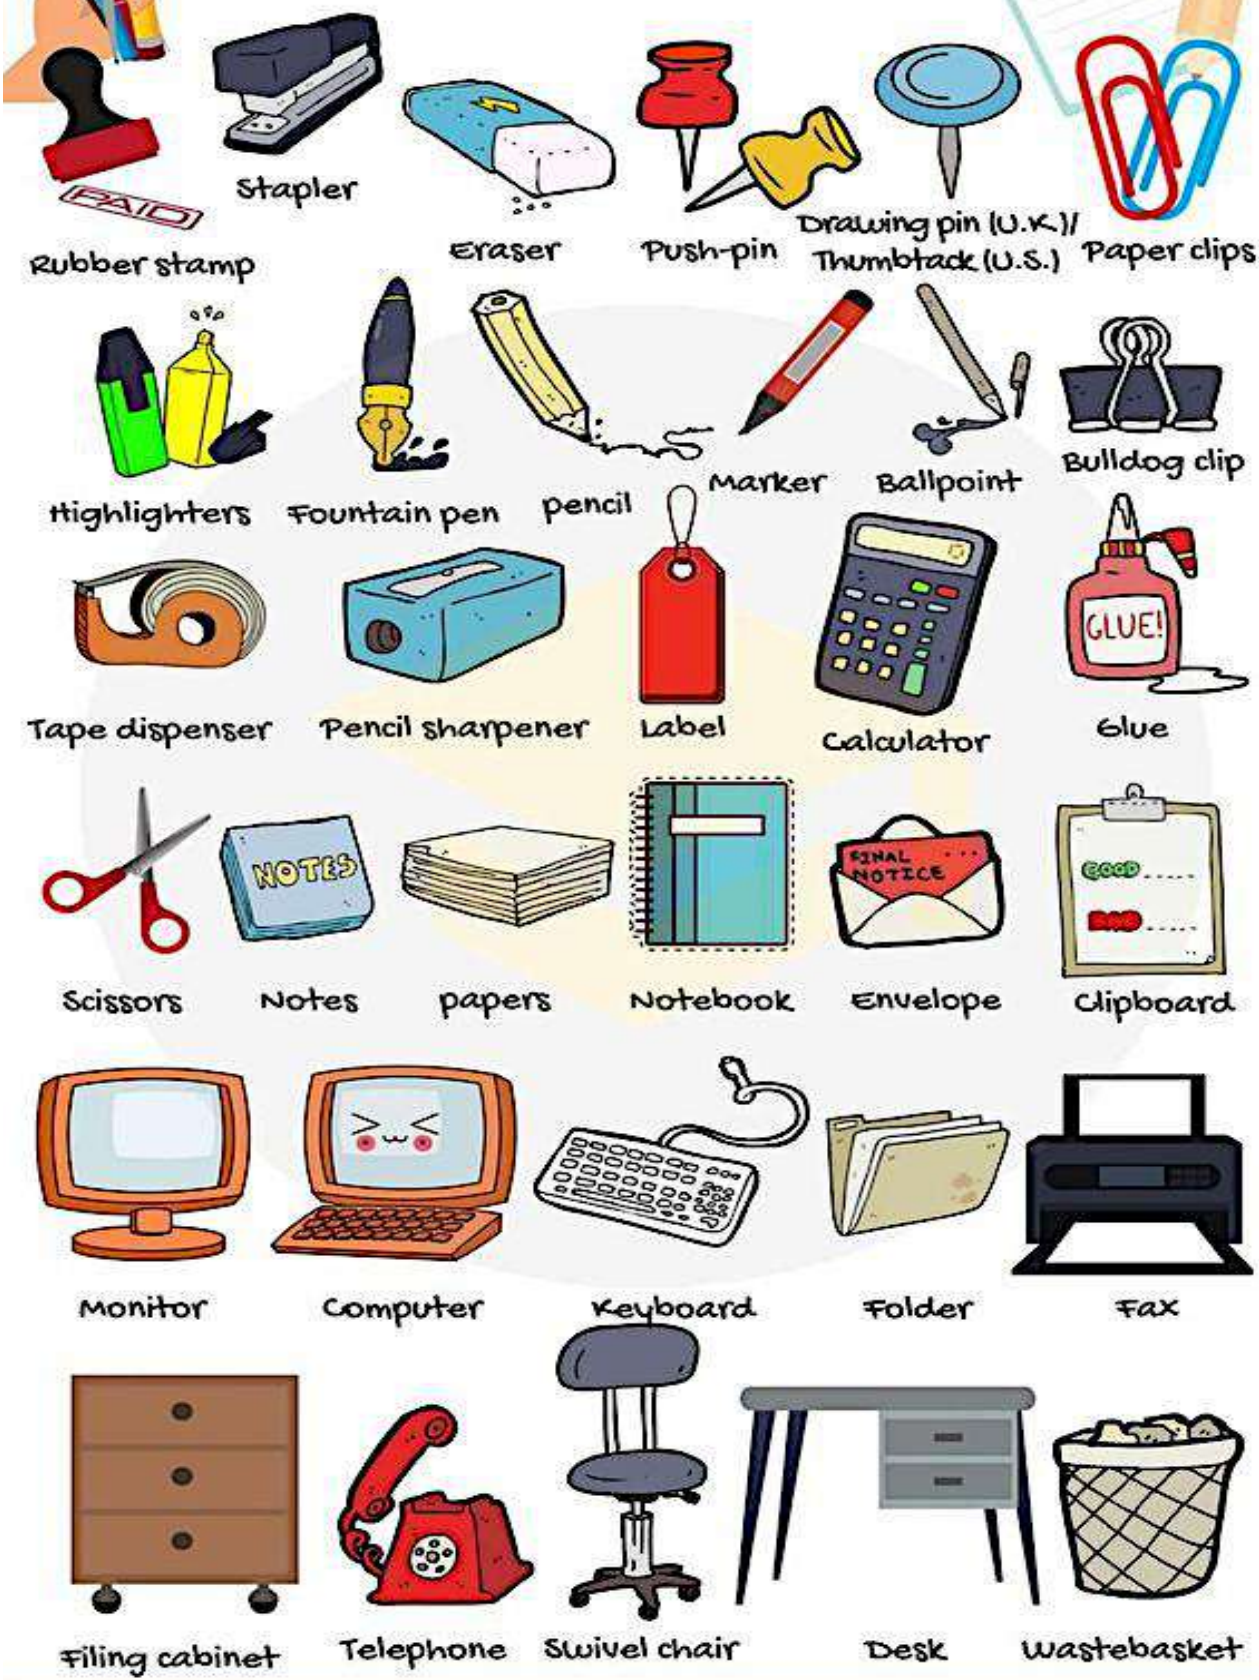 PAID
Stapler
Rubber stamp
Eraser
Push-pin
Drawing pin (U.K.)/
Thumbtack (U.S.)
Paper clips
Highlighters
Fountain pen
pencil
Marker
Ballpoint
Bulldog clip
GLUE!
Tape dispenser
Pencil sharpener
Label
Calculator
Glue
NOTES
FINAL
NOTICE
GOOD
BAD
Scissors
Notes
papers
Notebook
Envelope
Clipboard
Monitor
Computer
Keyboard
Folder
Fax
Filing cabinet
Telephone
Swivel chair
Desk
Wastebasket